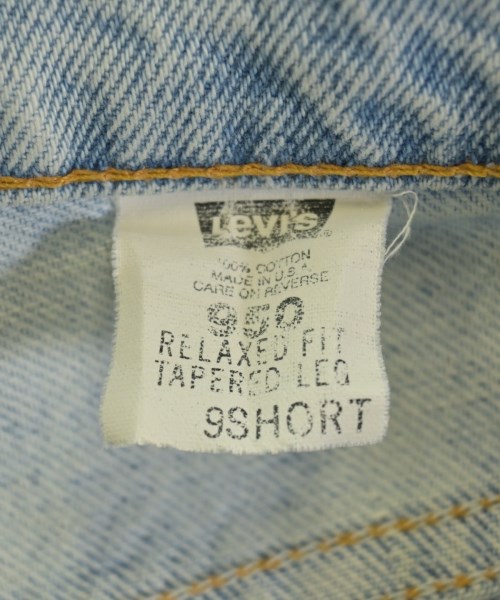 Levi's
100% COTTON
MADE IN U.S.A.
CARE ON REVERSE
950
RELAXED FIT
TAPERED LEG
9SHORT